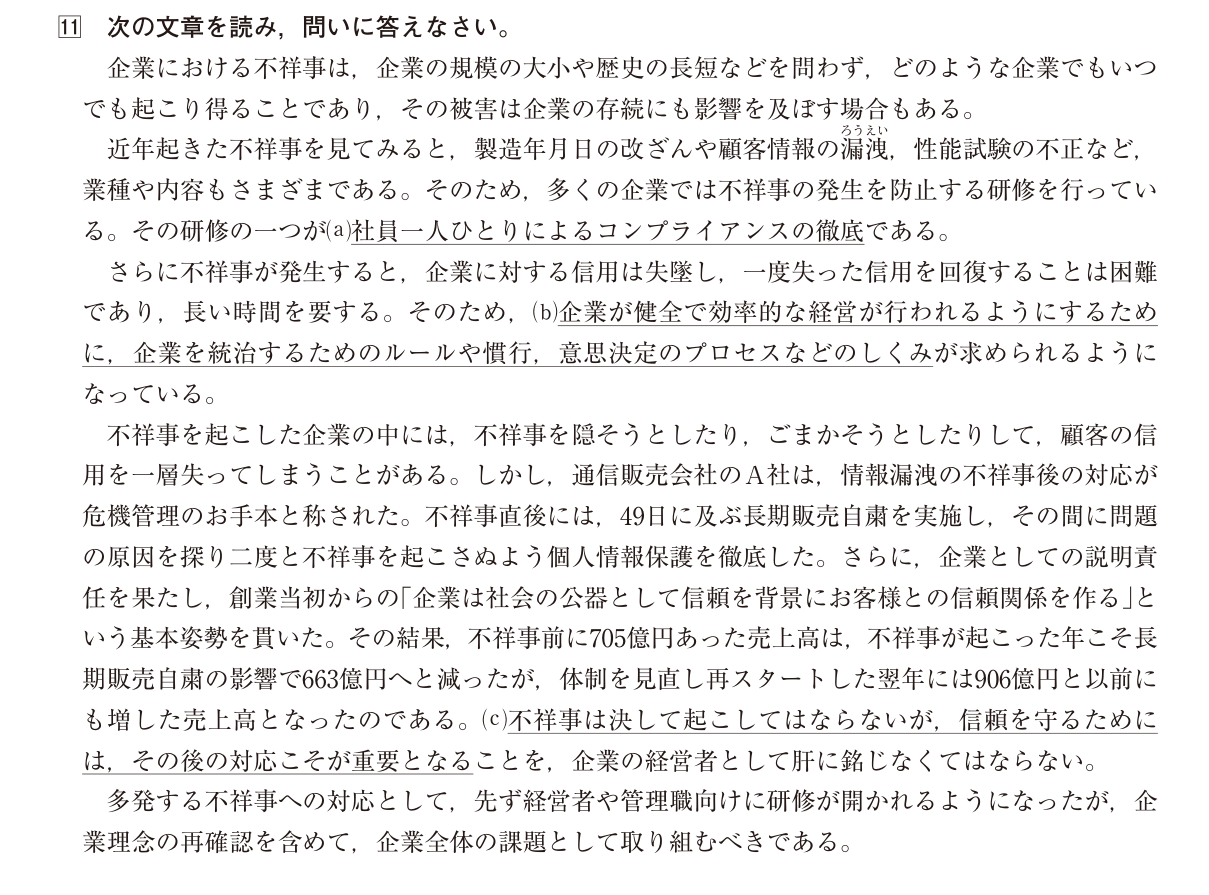 11 次の文章を読み，問いに答えなさい。
企業における不祥事は，企業の規模の大小や歴史の長短などを問わず，どのような企業でもいつ
でも起こり得ることであり，その被害は企業の存続にも影響を及ぼす場合もある。
ろうえい
近年起きた不祥事を見てみると，製造年月日の改ざんや顧客情報の漏洩，性能試験の不正など，
業種や内容もさまざまである。そのため，多くの企業では不祥事の発生を防止する研修を行ってい
る。その研修の一つが(a)社員一人ひとりによるコンプライアンスの徹底である。
さらに不祥事が発生すると，企業に対する信用は失墜し，一度失った信用を回復することは困難
であり，長い時間を要する。そのため，(b)企業が健全で効率的な経営が行われるようにするため
に，企業を統治するためのルールや慣行，意思決定のプロセスなどのしくみが求められるように
なっている。
不祥事を起こした企業の中には，不祥事を隠そうとしたり，ごまかそうとしたりして，顧客の信
用を一層失ってしまうことがある。しかし，通信販売会社のA社は，情報漏洩の不祥事後の対応が
危機管理のお手本と称された。不祥事直後には，49日に及ぶ長期販売自粛を実施し，その間に問題
の原因を探り二度と不祥事を起こさぬよう個人情報保護を徹底した。さらに，企業としての説明責
任を果たし，創業当初からの｢企業は社会の公器として信頼を背景にお客様との信頼関係を作る｣と
いう基本姿勢を貫いた。その結果，不祥事前に705億円あった売上高は，不祥事が起こった年こそ長
期販売自粛の影響で663億円へと減ったが，体制を見直し再スタートした翌年には906億円と以前に
も増した売上高となったのである。(c)不祥事は決して起こしてはならないが，信頼を守るために
は，その後の対応こそが重要となることを，企業の経営者として肝に銘じなくてはならない。
多発する不祥事への対応として，先ず経営者や管理職向けに研修が開かれるようになったが，企
業理念の再確認を含めて，企業全体の課題として取り組むべきである。